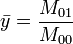 ȳ = M₀₁ / M₀₀